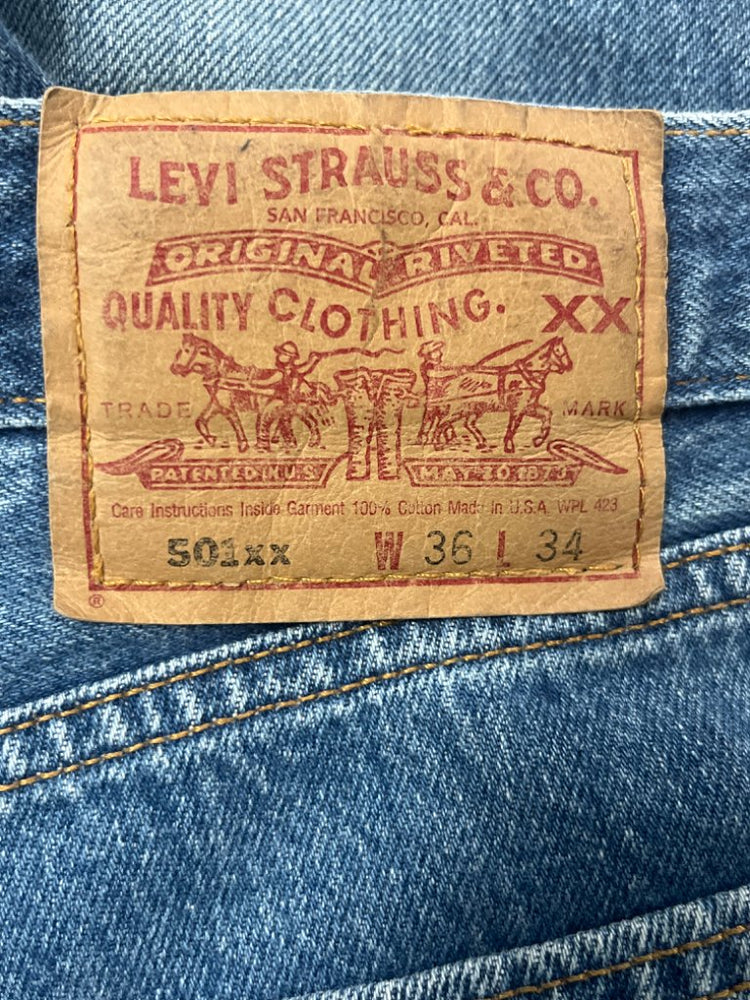 LEVI STRAUSS & CO.
SAN FRANCISCO, CAL.
ORIGINAL RIVETED
QUALITY CLOTHING. XX
TRADE MARK
PATENTED IN U.S. MAY 20 1873
Care Instructions Inside Garment 100% Cotton Made in U.S.A. WPL 423
501xx W 36 L 34
®